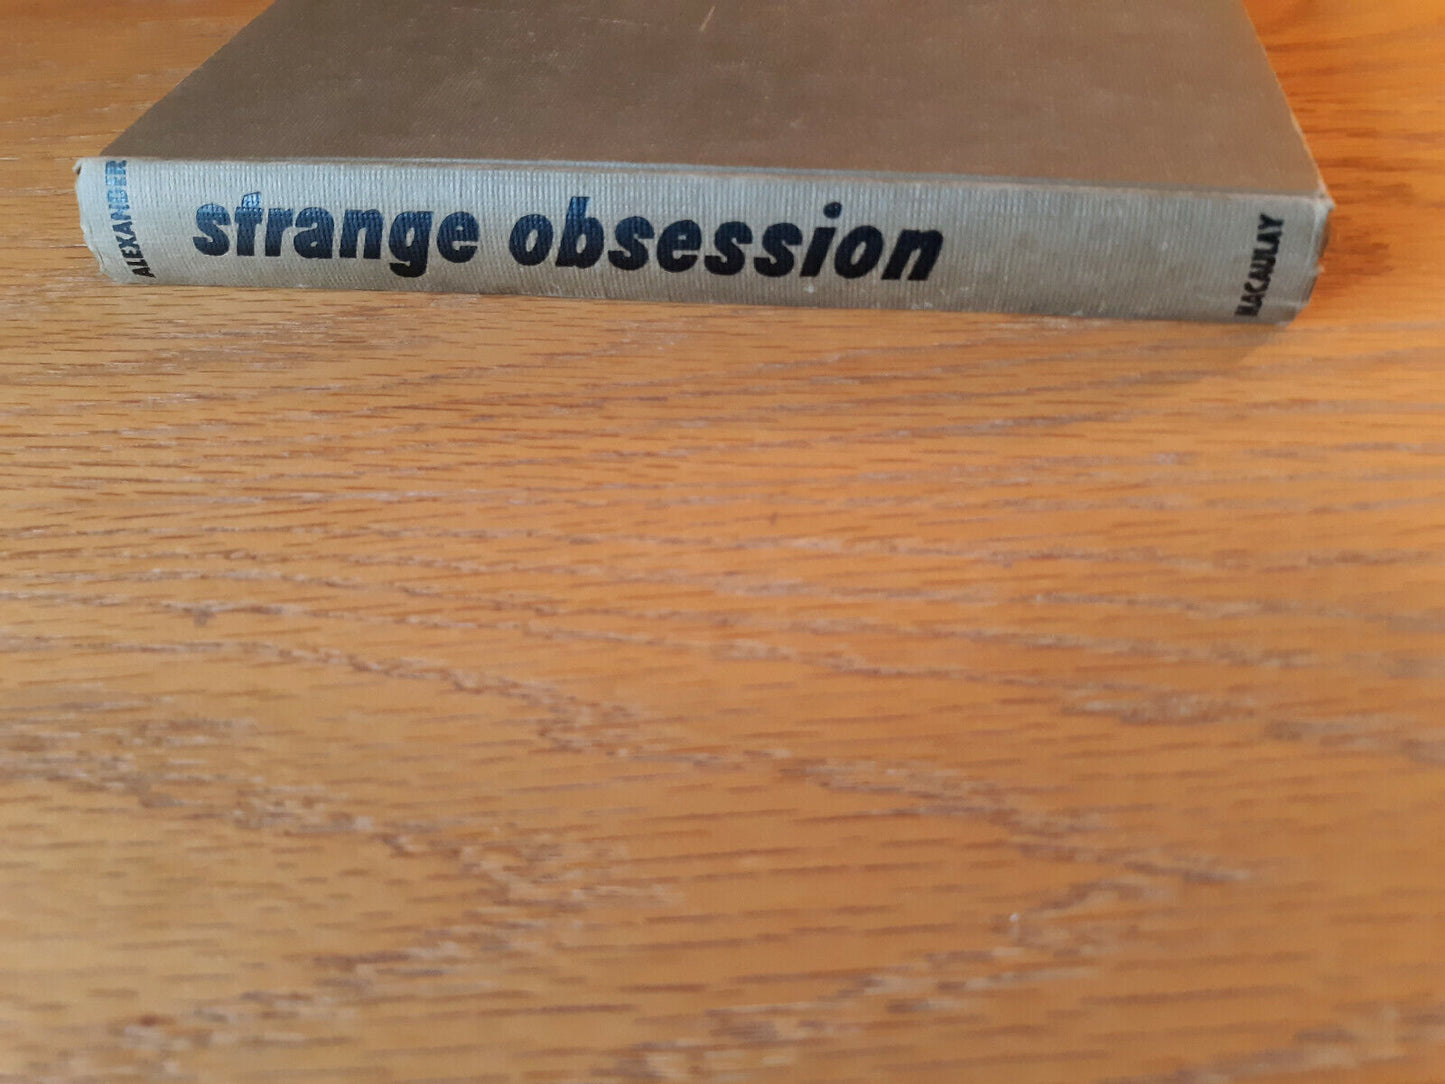 ALEXANDER
a
strange obsession
MACAULAY